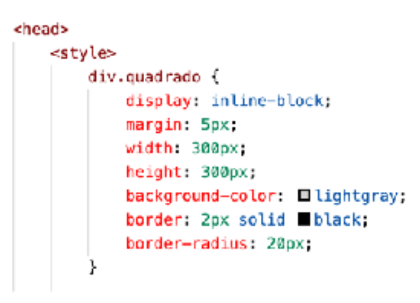 <head>
<style>
div.quadrado {
display: inline-block;
margin: 5px;
width: 300px;
height: 300px;
background-color: lightgray;
border: 2px solid black;
border-radius: 20px;
}